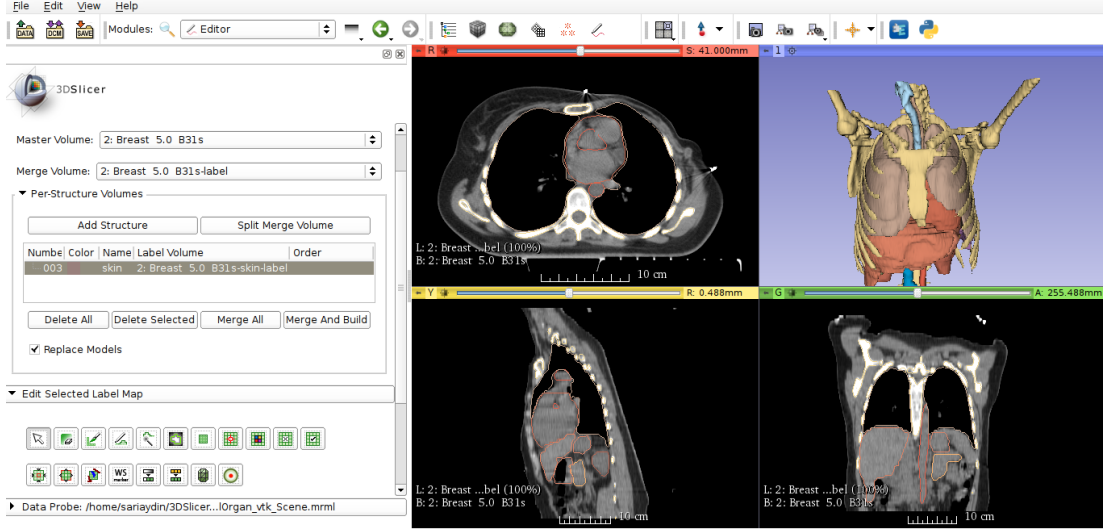 File Edit View Help
DATA DCM SAVE Modules: Editor
R S: 41.000mm 1
3DSlicer
Master Volume: 2: Breast 5.0 B31s
Merge Volume: 2: Breast 5.0 B31s-label
Per-Structure Volumes
Add Structure Split Merge Volume
Numbe Color Name Label Volume Order
003 skin 2: Breast 5.0 B31s-skin-label
Delete All Delete Selected Merge All Merge And Build
Replace Models
Edit Selected Label Map
WS
marker
Data Probe: /home/sariaydin/3DSlicer...lOrgan_vtk_Scene.mrml
L: 2: Breast ...bel (100%)
B: 2: Breast 5.0 B31s
10 cm
Y R: 0.488mm
G A: 255.488mm
L: 2: Breast ...bel (100%)
B: 2: Breast 5.0 B31s
10 cm
L: 2: Breast ...bel (100%)
B: 2: Breast 5.0 B31s
10 cm